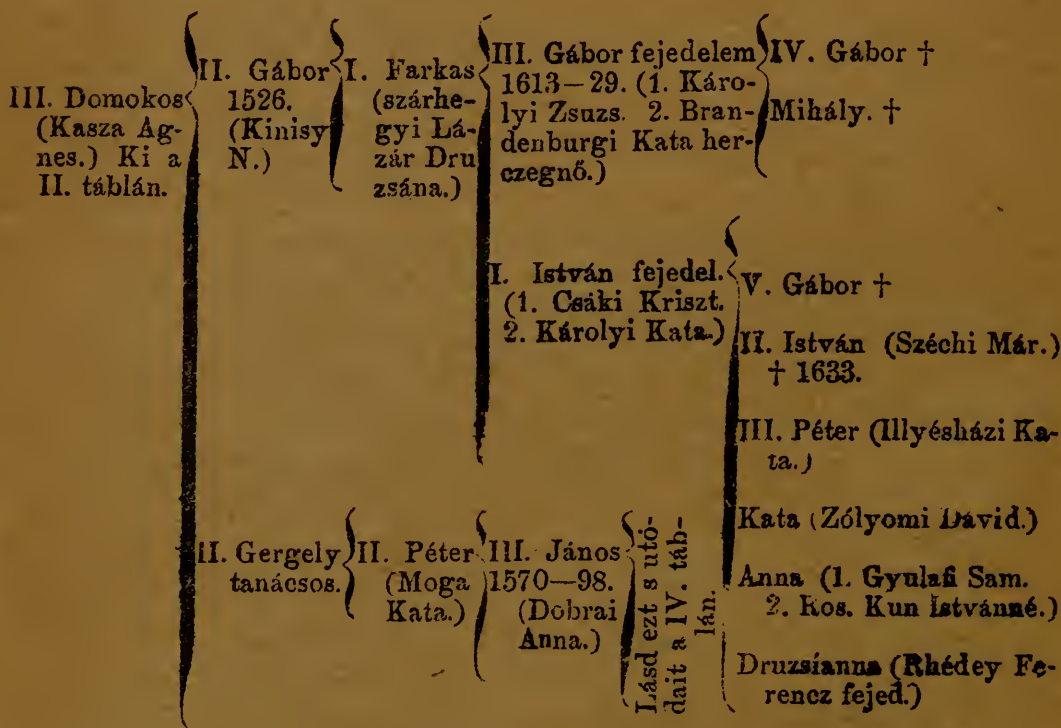 III. Domokos
(Kasza Ag-
nes.) Ki a
II. táblán.
II. Gábor
1526.
(Kinisy
N.)
I. Farkas
(szárhe-
gyi Lá-
zár Dru
zsána.)
III. Gábor fejedelem
1613–29. (1. Káro-
lyi Zsuzs. 2. Bran-
denburgi Kata her-
czegnő.)
IV. Gábor †
Mihály. †
I. István fejedel.
(1. Csáki Kriszt.
2. Károlyi Kata.)
V. Gábor †
II. István (Széchi Már.)
† 1633.
III. Péter (Illyésházi Ka-
ta.)
Kata (Zólyomi Dávid.)
Anna (1. Gyulafi Sam.
2. Ros. Kun Istvánné.)
Druzsíanna (Rhédey Fe-
rencz fejed.)
II. Gergely
tanácsos.
II. Péter
(Moga
Kata.)
III. János
1570—98.
(Dobrai
Anna.)
Lásd ezt s utó-
dait a IV. táb-
lán.